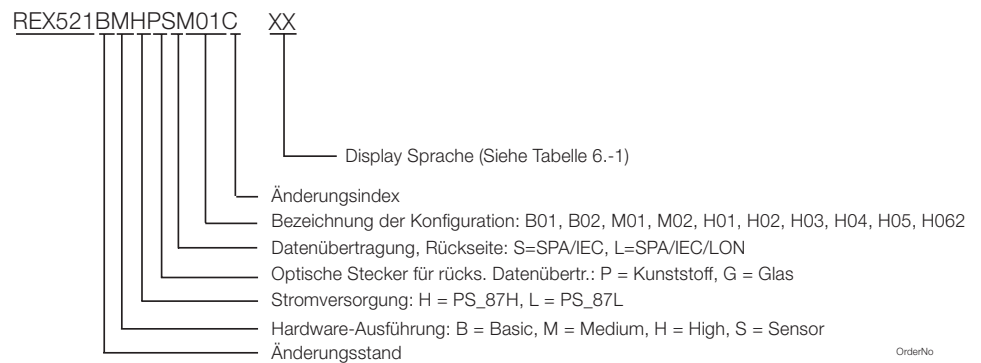 REX521BMHPSM01C XX
Display Sprache (Siehe Tabelle 6.-1)
Änderungsindex
Bezeichnung der Konfiguration: B01, B02, M01, M02, H01, H02, H03, H04, H05, H062
Datenübertragung, Rückseite: S=SPA/IEC, L=SPA/IEC/LON
Optische Stecker für rücks. Datenübertr.: P = Kunststoff, G = Glas
Stromversorgung: H = PS_87H, L = PS_87L
Hardware-Ausführung: B = Basic, M = Medium, H = High, S = Sensor
Änderungsstand
OrderNo